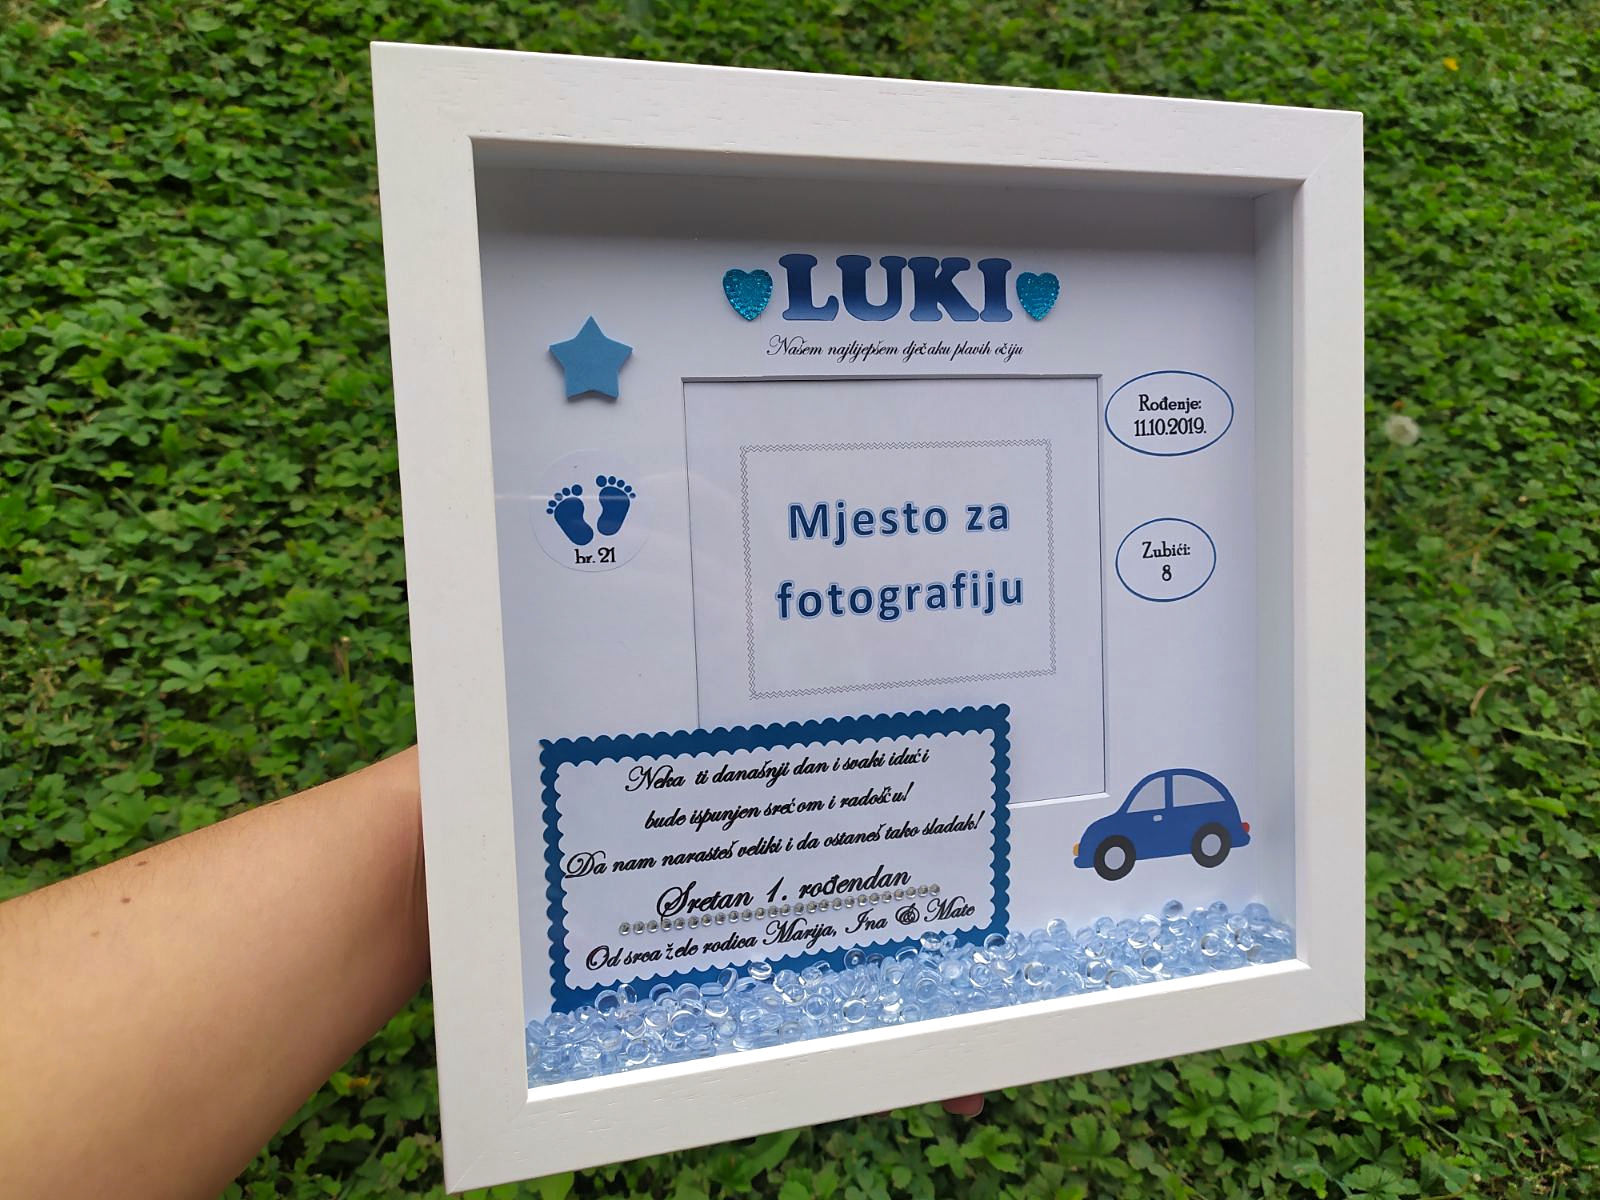 LUKI
Našem najlijepšem dječaku plavih očiju
Rođenje:
11.10.2019.
br. 21
Mjesto za
fotografiju
Zubići:
8
Neka ti današnji dan i svaki idući
bude ispunjen srećom i radošću!
Da nam narasteš veliki i da ostaneš tako sladak!
Sretan 1. rođendan
Od srca žele rodica Marija, Ina & Mate